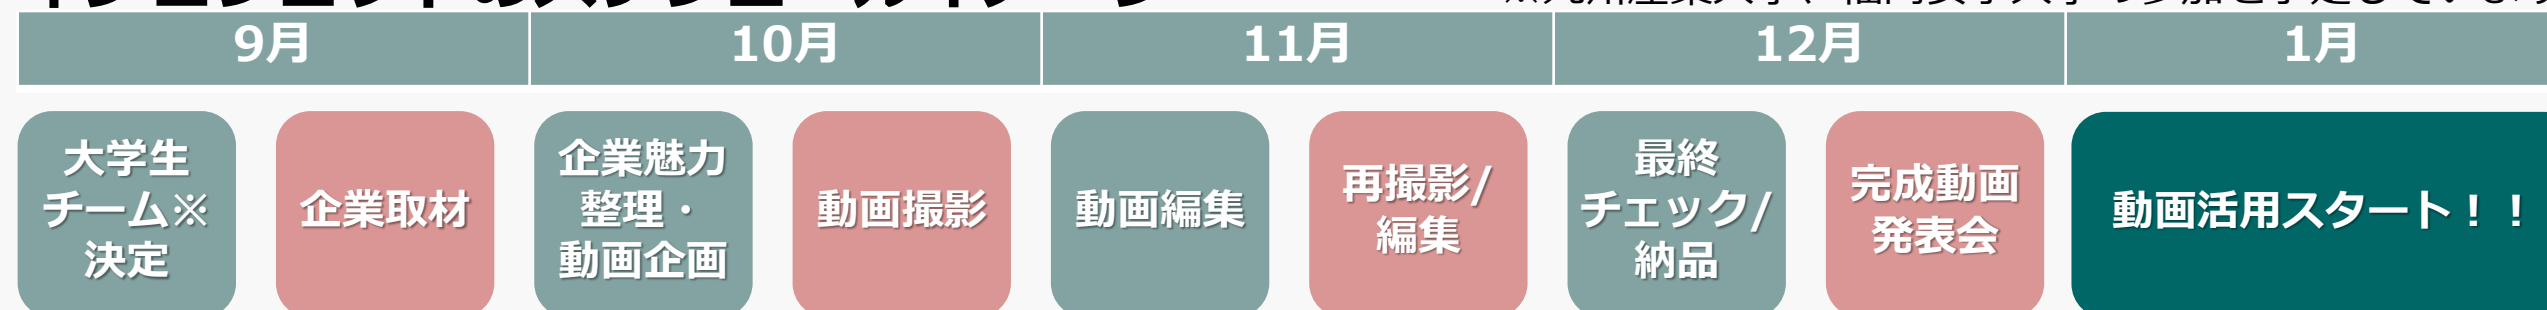 9月
10月
11月
12月
1月
大学生
チーム※
決定
企業取材
企業魅力
整理・
動画企画
動画撮影
動画編集
再撮影/
編集
最終
チェック/
納品
完成動画
発表会
動画活用スタート！！